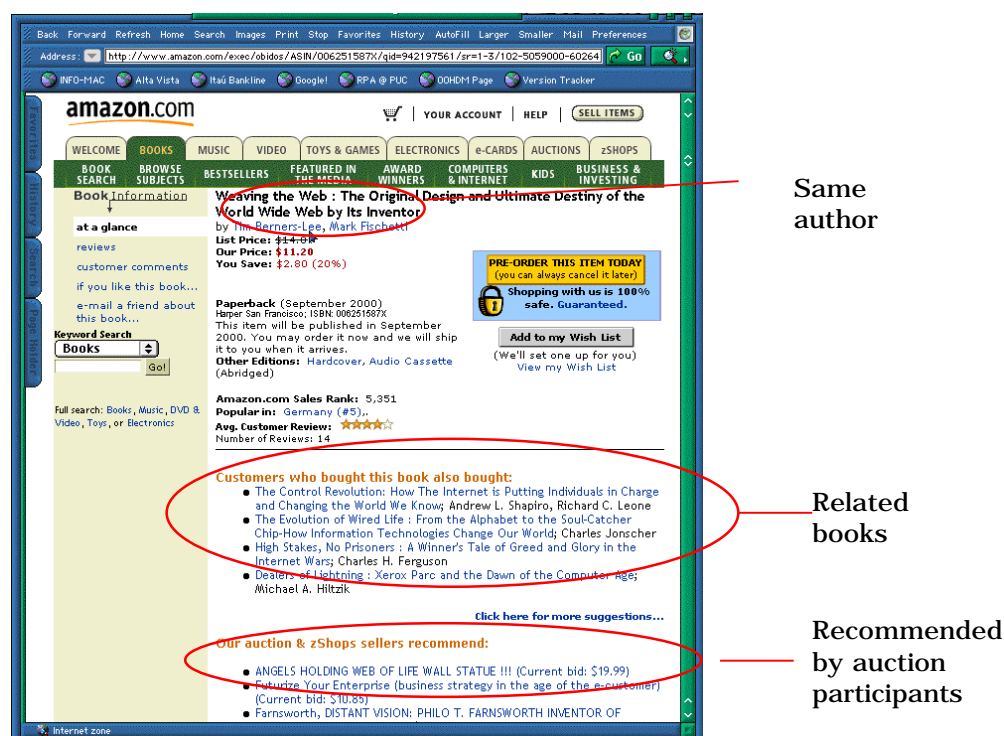 Back Forward Refresh Home Search Images Print Stop Favorites History AutoFill Larger Smaller Mail Preferences
Address: http://www.amazon.com/exec/obidos/ASIN/006251587X/qid=942197561/sr=1-3/102-5059000-60264 Go
INFO-MAC Alta Vista Itaú Bankline Google! RPA @ PUC OOHDM Page Version Tracker
Favorites
History
Search
Page Holder
amazon.com
YOUR ACCOUNT | HELP | SELL ITEMS
WELCOME BOOKS MUSIC VIDEO TOYS & GAMES ELECTRONICS e-CARDS AUCTIONS zSHOPS
BOOK SEARCH BROWSE SUBJECTS BESTSELLERS FEATURED IN THE MEDIA AWARD WINNERS COMPUTERS & INTERNET KIDS BUSINESS & INVESTING
Book Information
at a glance
reviews
customer comments
if you like this book...
e-mail a friend about
this book...
Keyword Search
Books
Go!
Full search: Books, Music, DVD &
Video, Toys, or Electronics
Weaving the Web : The Original Design and Ultimate Destiny of the
World Wide Web by Its Inventor
by Tim Berners-Lee, Mark Fischetti
List Price:
Our Price: $11.20
You Save: $2.80 (20%)
PRE-ORDER THIS ITEM TODAY
(you can always cancel it later)
Shopping with us is 100%
safe. Guaranteed.
Paperback (September 2000)
Harper San Francisco; ISBN: 006251587X
This item will be published in September
2000. You may order it now and we will ship
it to you when it arrives.
Other Editions: Hardcover, Audio Cassette
(Abridged)
Add to my Wish List
(We'll set one up for you)
View my Wish List
Amazon.com Sales Rank: 5,351
Popular in: Germany (#5),.
Avg. Customer Review:
Number of Reviews: 14
Customers who bought this book also bought:
The Control Revolution: How The Internet is Putting Individuals in Charge
and Changing the World We Know; Andrew L. Shapiro, Richard C. Leone
The Evolution of Wired Life : From the Alphabet to the Soul-Catcher
Chip-How Information Technologies Change Our World; Charles Jonscher
High Stakes, No Prisoners : A Winner's Tale of Greed and Glory in the
Internet Wars; Charles H. Ferguson
Dealers of Lightning : Xerox Parc and the Dawn of the Computer Age;
Michael A. Hiltzik
Click here for more suggestions...
Our auction & zShops sellers recommend:
ANGELS HOLDING WEB OF LIFE WALL STATUE !!! (Current bid: $19.99)
Futurize Your Enterprise (business strategy in the age of the e-customer)
(Current bid: $10.85)
Farnsworth, DISTANT VISION: PHILO T. FARNSWORTH INVENTOR OF
Internet zone
Same
author
Related
books
Recommended
by auction
participants